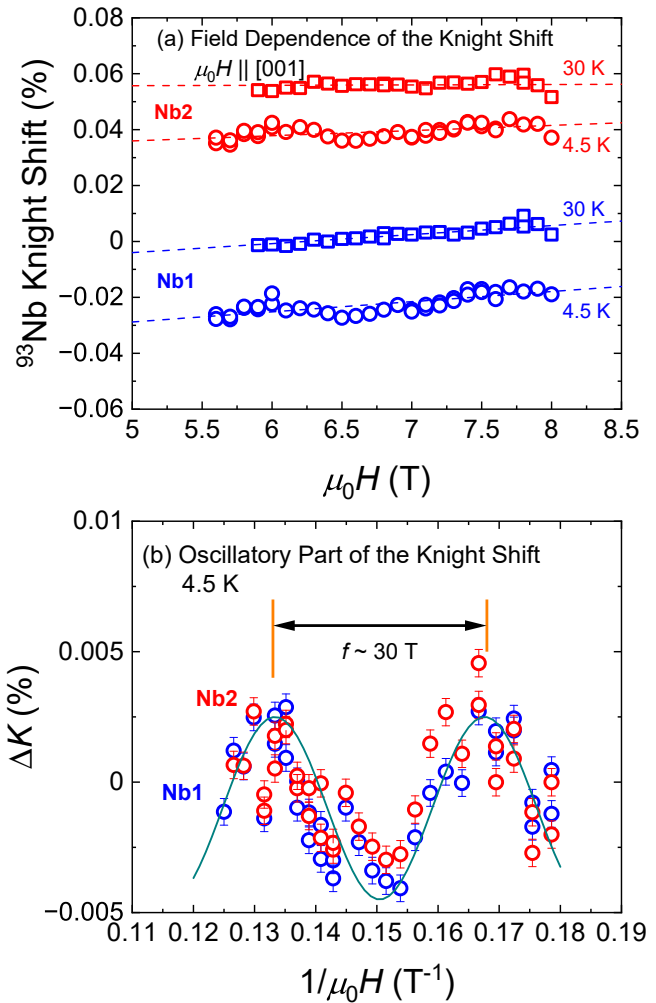 (a) Field Dependence of the Knight Shift
μ₀H || [001]
0.08
0.06
0.04
0.02
0
−0.02
−0.04
−0.06
⁹³Nb Knight Shift (%)
30 K
Nb2
4.5 K
30 K
Nb1
4.5 K
5
5.5
6
6.5
7
7.5
8
8.5
μ₀H (T)
(b) Oscillatory Part of the Knight Shift
4.5 K
0.01
0.005
0
−0.005
ΔK (%)
f ~ 30 T
Nb2
Nb1
0.11
0.12
0.13
0.14
0.15
0.16
0.17
0.18
0.19
1/μ₀H (T⁻¹)